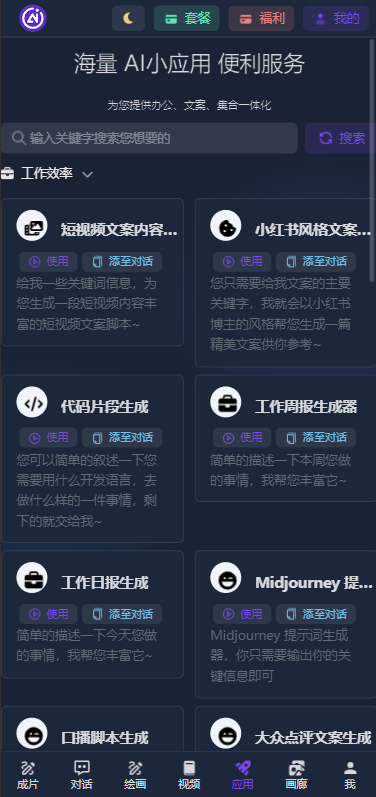 Ai
套餐
福利
我的
海量 AI小应用 便利服务
为您提供办公、文案、集合一体化
输入关键字搜索您想要的
搜索
工作效率
短视频文案内容...
使用
添至对话
给我一些关键词信息，为
您生成一段短视频内容丰
富的短视频文案脚本~
小红书风格文案...
使用
添至对话
您只需要给我文案的主要
关键字，我就会以小红书
博主的风格帮您生成一篇
精美文案供你参考~
代码片段生成
使用
添至对话
您可以简单的叙述一下您
需要用什么开发语言，去
做什么样的一件事情，剩
下的就交给我~
工作周报生成器
使用
添至对话
简单的描述一下本周您做
的事情，我帮您丰富它~
工作日报生成
使用
添至对话
简单的描述一下今天您做
的事情，我帮您丰富它~
Midjourney 提...
使用
添至对话
Midjourney 提示词生成
器，你只需要输出你的关
键信息即可
口播脚本生成
大众点评文案生成
成片
对话
绘画
视频
应用
画廊
我